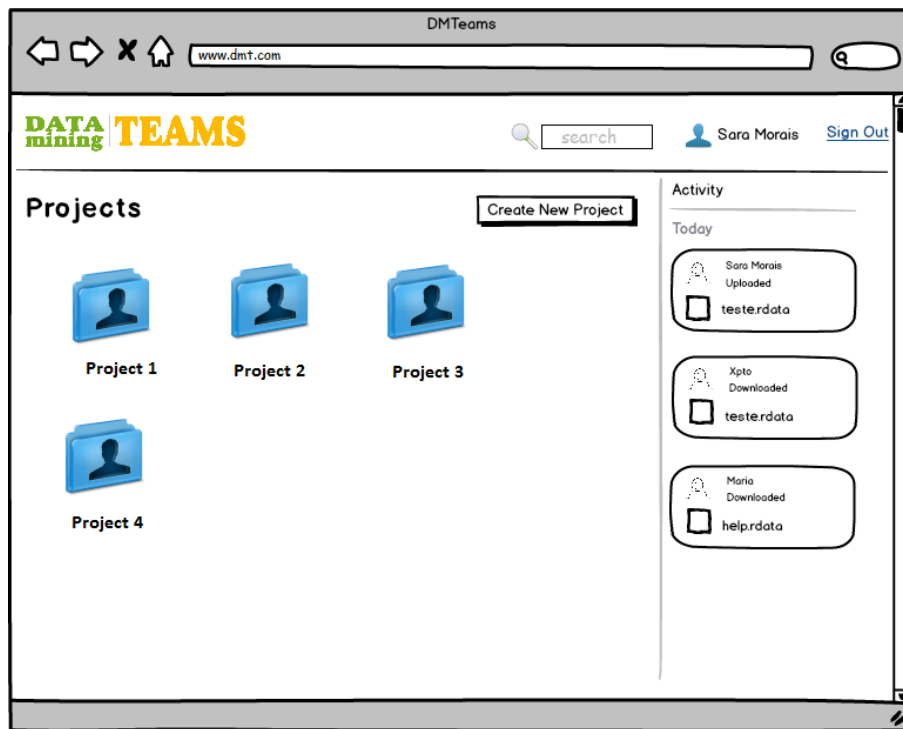 DMTeams
www.dmt.com
DATA mining TEAMS
search
Sara Morais
Sign Out
Projects
Create New Project
Project 1
Project 2
Project 3
Project 4
Activity
Today
Sara Morais
Uploaded
teste.rdata
Xpto
Downloaded
teste.rdata
Maria
Downloaded
help.rdata